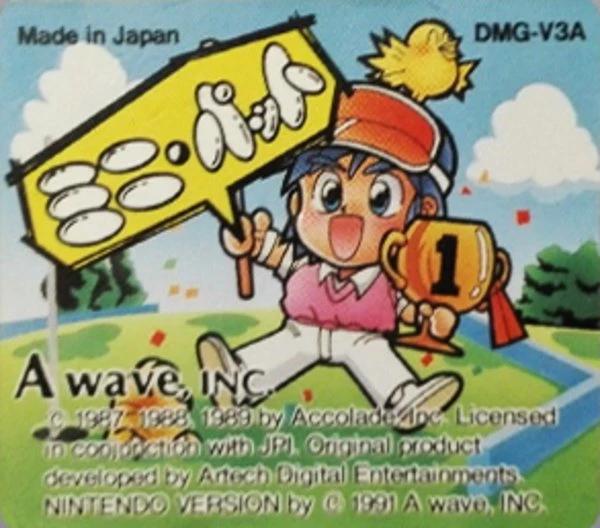 Made in Japan
DMG-V3A
ミニ・パット
1
A wave, INC.
© 1987, 1988, 1989 by Accolade, Inc. Licensed
in conjunction with JPI. Original product
developed by Artech Digital Entertainments.
NINTENDO VERSION by © 1991 A wave, INC.